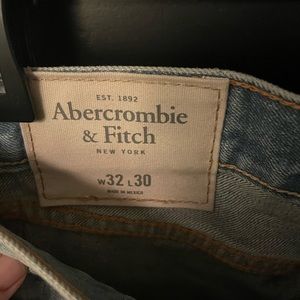 EST. 1892
Abercrombie
& Fitch
NEW YORK
W32 L30
MADE IN MEXICO